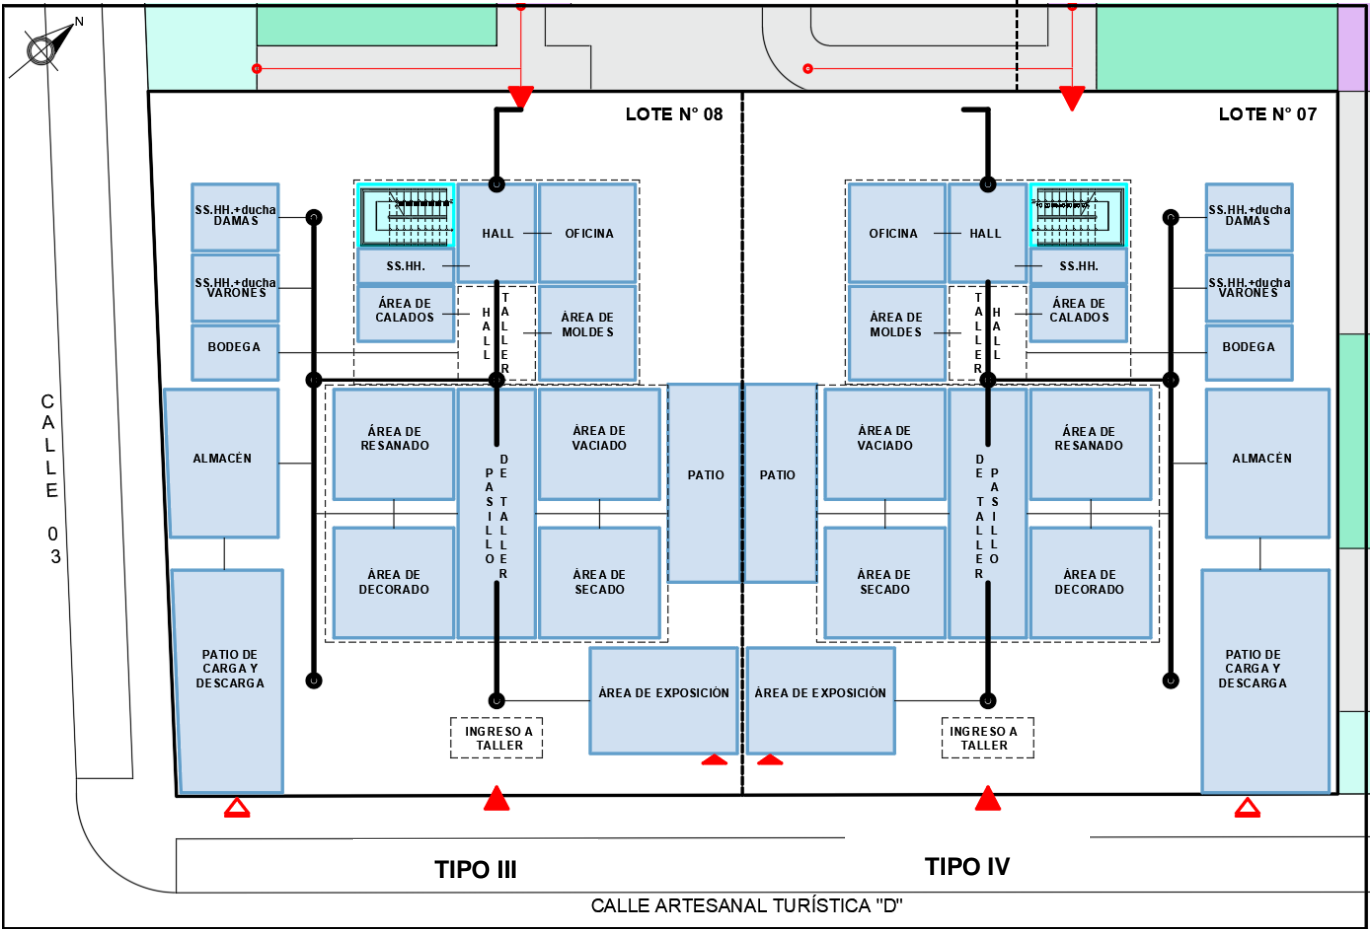 N
LOTE N° 08
LOTE N° 07
SS.HH.+ducha
DAMAS
HALL
OFICINA
OFICINA
HALL
SS.HH.+ducha
DAMAS
SS.HH.
SS.HH.
SS.HH.+ducha
VARONES
ÁREA DE
CALADOS
HALL
TALLER
ÁREA DE
MOLDES
ÁREA DE
MOLDES
TALLER
HALL
ÁREA DE
CALADOS
SS.HH.+ducha
VARONES
BODEGA
BODEGA
CALLE 03
ALMACÉN
ÁREA DE
RESANADO
PASILLO
DE TALLER
ÁREA DE
VACIADO
PATIO
PATIO
ÁREA DE
VACIADO
DE TALLER
PASILLO
ÁREA DE
RESANADO
ALMACÉN
ÁREA DE
DECORADO
ÁREA DE
SECADO
ÁREA DE
SECADO
ÁREA DE
DECORADO
PATIO DE
CARGA Y
DESCARGA
ÁREA DE EXPOSICIÓN
ÁREA DE EXPOSICIÓN
PATIO DE
CARGA Y
DESCARGA
INGRESO A
TALLER
INGRESO A
TALLER
TIPO III
TIPO IV
CALLE ARTESANAL TURÍSTICA "D"